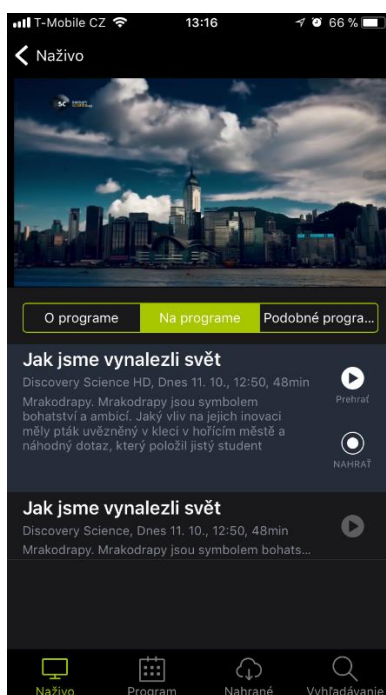 T-Mobile CZ 13:16 66 %
Naživo
SC
O programe Na programe Podobné progra...
Jak jsme vynalezli svět
Discovery Science HD, Dnes 11. 10., 12:50, 48min
Mrakodrapy. Mrakodrapy jsou symbolem
bohatství a ambicí. Jaký vliv na jejich inovaci
měly pták uvězněný v kleci v hořícím městě a
náhodný dotaz, který položil jistý student
Prehrať
NAHRAŤ
Jak jsme vynalezli svět
Discovery Science, Dnes 11. 10., 12:50, 48min
Mrakodrapy. Mrakodrapy jsou symbolem bohats...
Naživo Program Nahrané Vyhľadávanie